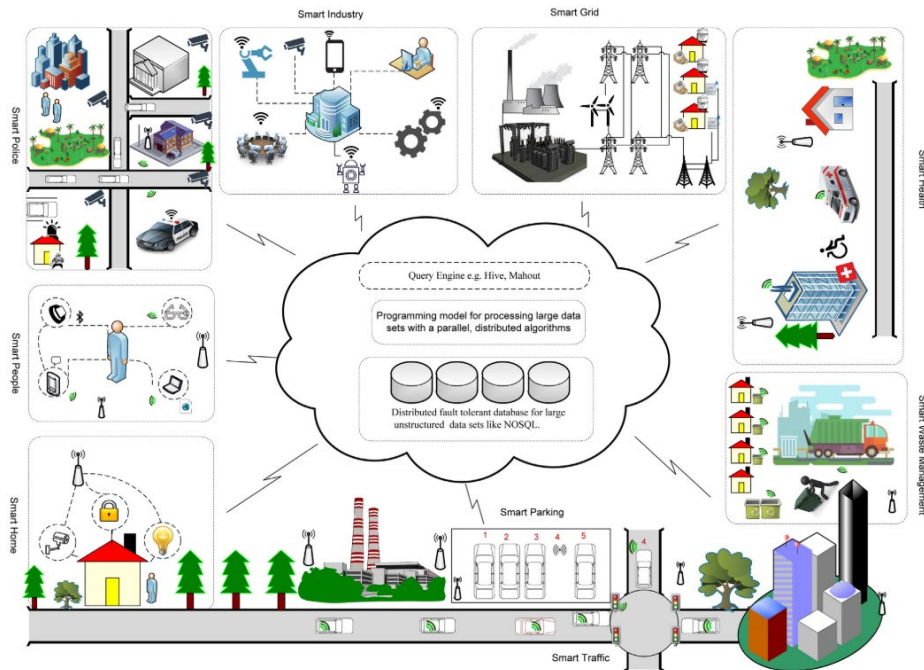 Smart Industry
Smart Grid
Smart Police
Smart Health
Query Engine e.g. Hive, Mahout
Programming model for processing large data
sets with a parallel, distributed algorithms
Distributed fault tolerant database for large
unstructured data sets like NOSQL.
Smart People
Smart Waste Management
Smart Home
Smart Parking
1 2 3 4 5
4
Smart Traffic